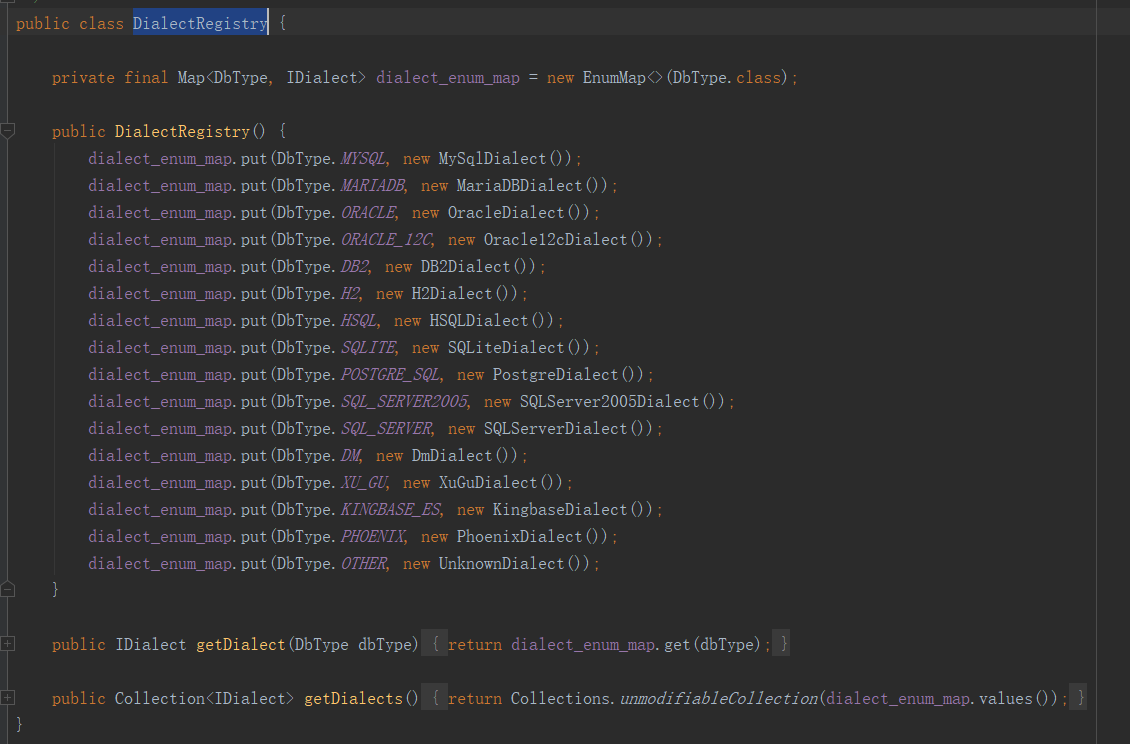 public class DialectRegistry {
private final Map<DbType, IDialect> dialect_enum_map = new EnumMap<>(DbType.class);
public DialectRegistry() {
dialect_enum_map.put(DbType.MYSQL, new MySqlDialect());
dialect_enum_map.put(DbType.MARIADB, new MariaDBDialect());
dialect_enum_map.put(DbType.ORACLE, new OracleDialect());
dialect_enum_map.put(DbType.ORACLE_12C, new Oracle12cDialect());
dialect_enum_map.put(DbType.DB2, new DB2Dialect());
dialect_enum_map.put(DbType.H2, new H2Dialect());
dialect_enum_map.put(DbType.HSQL, new HSQLDialect());
dialect_enum_map.put(DbType.SQLITE, new SQLiteDialect());
dialect_enum_map.put(DbType.POSTGRE_SQL, new PostgreDialect());
dialect_enum_map.put(DbType.SQL_SERVER2005, new SQLServer2005Dialect());
dialect_enum_map.put(DbType.SQL_SERVER, new SQLServerDialect());
dialect_enum_map.put(DbType.DM, new DmDialect());
dialect_enum_map.put(DbType.XU_GU, new XuGuDialect());
dialect_enum_map.put(DbType.KINGBASE_ES, new KingbaseDialect());
dialect_enum_map.put(DbType.PHOENIX, new PhoenixDialect());
dialect_enum_map.put(DbType.OTHER, new UnknownDialect());
}
public IDialect getDialect(DbType dbType) { return dialect_enum_map.get(dbType); }
public Collection<IDialect> getDialects() { return Collections.unmodifiableCollection(dialect_enum_map.values()); }
}